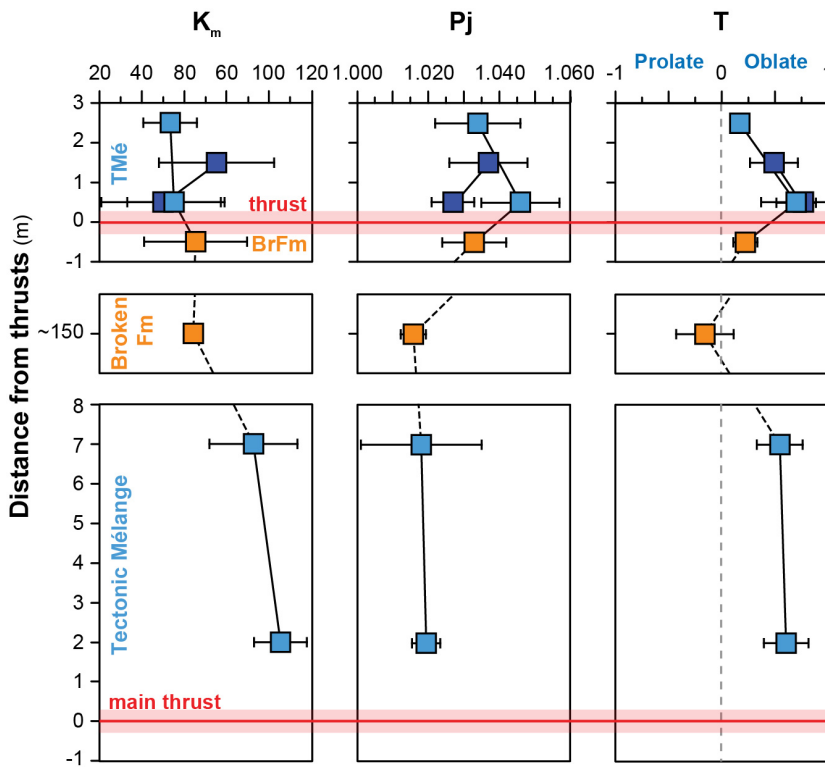 K_m Pj T
Prolate Oblate
20 40 80 60 100 120 1.000 1.020 1.040 1.060 -1 0
3
2
TMé
1
thrust
0
BrFm
-1
Broken Fm
~150
Distance from thrusts (m)
8
7
6
5
Tectonic Mélange
4
3
2
1
main thrust
0
-1